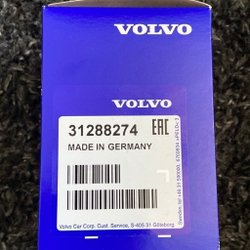 VOLVO
VOLVO
31288274 EAC
MADE IN GERMANY
Volvo Car Corp. Cust. Service, S-405 31 Göteborg